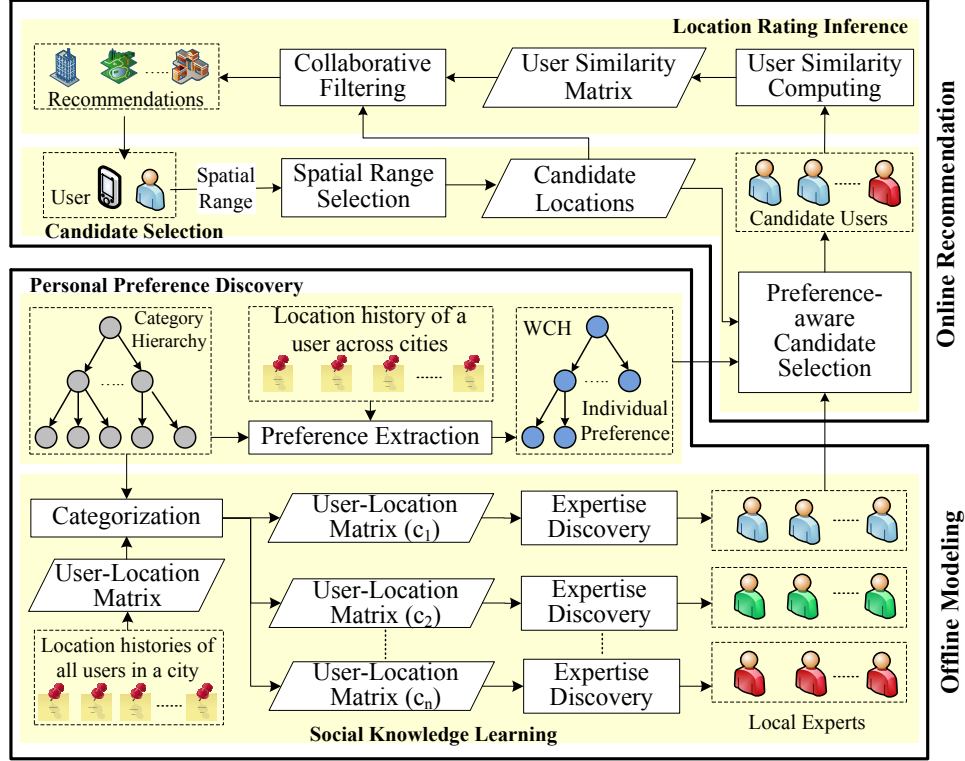 Location Rating Inference
Recommendations
Collaborative
Filtering
User Similarity
Matrix
User Similarity
Computing
User
Spatial
Range
Spatial Range
Selection
Candidate
Locations
Candidate Users
Candidate Selection
Preference-
aware
Candidate
Selection
Online Recommendation
Personal Preference Discovery
Category
Hierarchy
Location history of a
user across cities
WCH
Individual
Preference
Preference Extraction
Categorization
User-Location
Matrix
Location histories of
all users in a city
User-Location
Matrix (c1)
Expertise
Discovery
User-Location
Matrix (c2)
Expertise
Discovery
User-Location
Matrix (cn)
Expertise
Discovery
Local Experts
Social Knowledge Learning
Offline Modeling